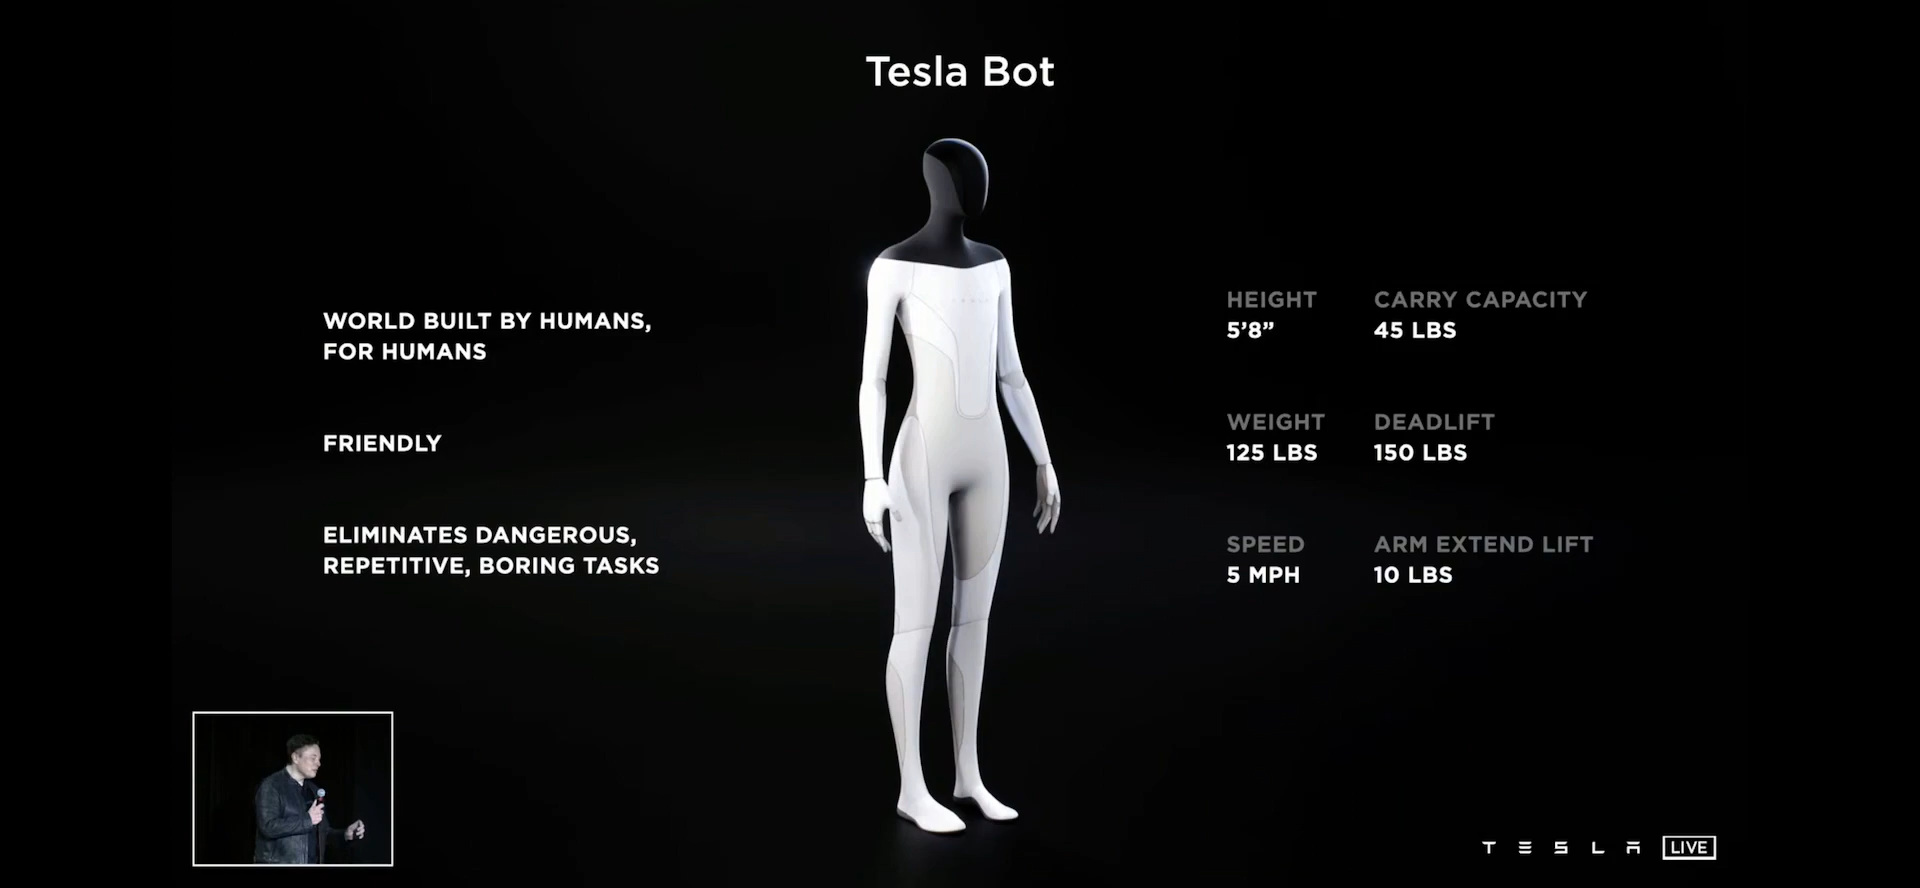 Tesla Bot
WORLD BUILT BY HUMANS,
FOR HUMANS
FRIENDLY
ELIMINATES DANGEROUS,
REPETITIVE, BORING TASKS
HEIGHT
5’8”
CARRY CAPACITY
45 LBS
WEIGHT
125 LBS
DEADLIFT
150 LBS
SPEED
5 MPH
ARM EXTEND LIFT
10 LBS
TESLA LIVE